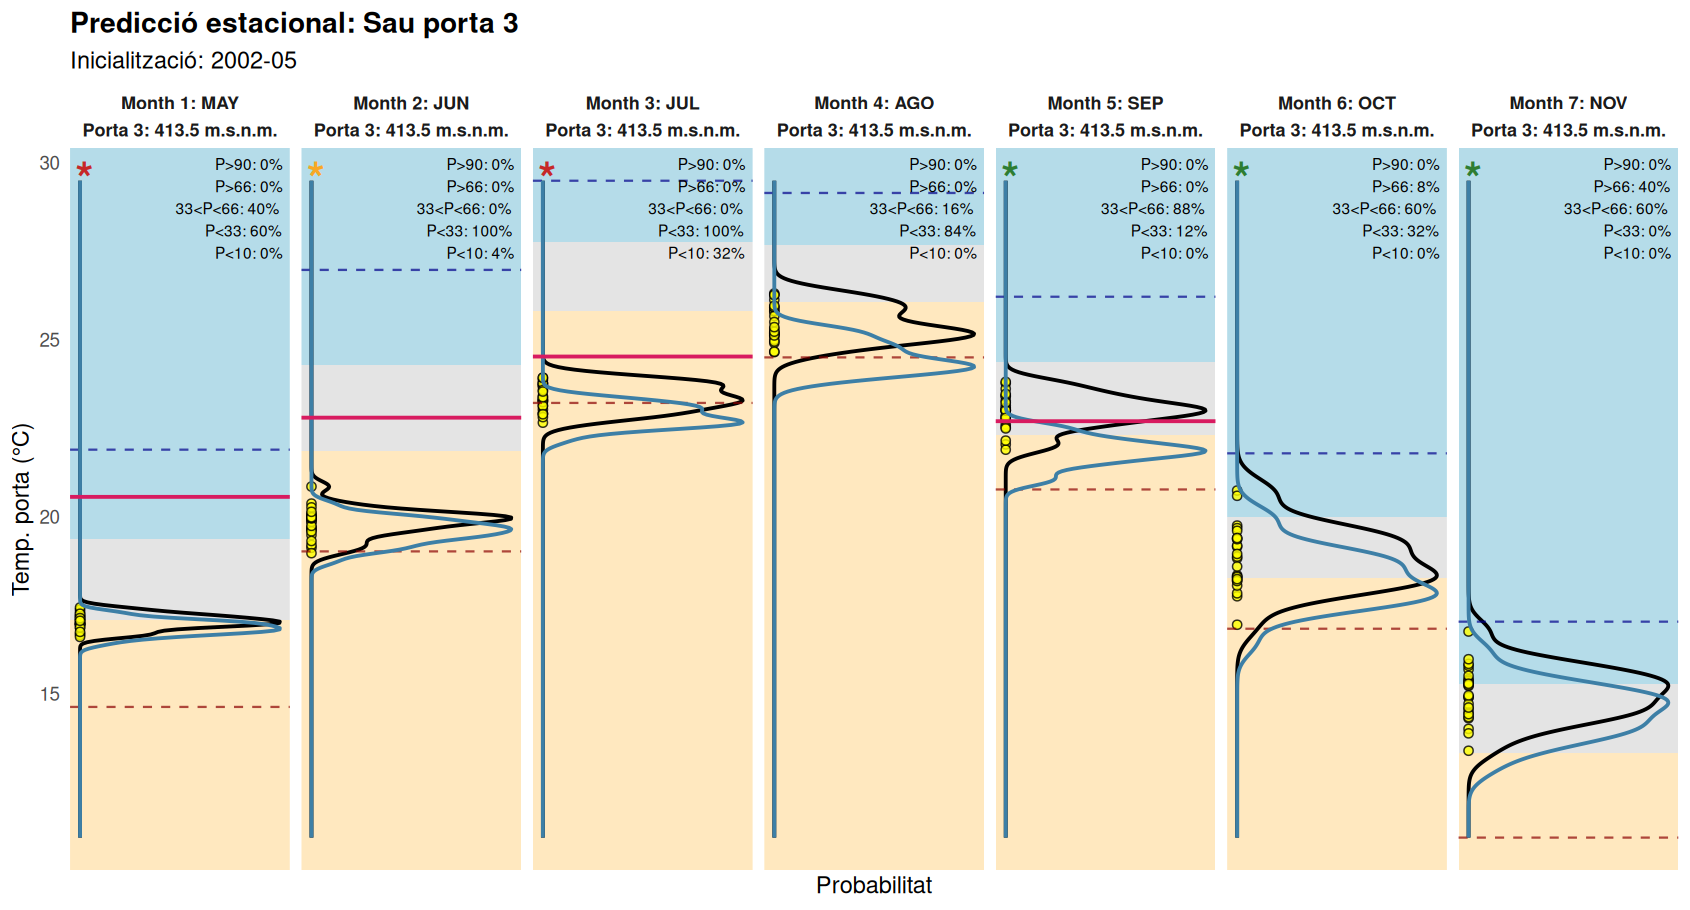 Predicció estacional: Sau porta 3
Inicialització: 2002-05
Month 1: MAY
Porta 3: 413.5 m.s.n.m.
Month 2: JUN
Porta 3: 413.5 m.s.n.m.
Month 3: JUL
Porta 3: 413.5 m.s.n.m.
Month 4: AGO
Porta 3: 413.5 m.s.n.m.
Month 5: SEP
Porta 3: 413.5 m.s.n.m.
Month 6: OCT
Porta 3: 413.5 m.s.n.m.
Month 7: NOV
Porta 3: 413.5 m.s.n.m.
Temp. porta (°C)
30
25
20
15
*
P>90: 0%
P>66: 0%
33<P<66: 40%
P<33: 60%
P<10: 0%
*
P>90: 0%
P>66: 0%
33<P<66: 0%
P<33: 100%
P<10: 4%
*
P>90: 0%
P>66: 0%
33<P<66: 0%
P<33: 100%
P<10: 32%
P>90: 0%
P>66: 0%
33<P<66: 16%
P<33: 84%
P<10: 0%
*
P>90: 0%
P>66: 0%
33<P<66: 88%
P<33: 12%
P<10: 0%
*
P>90: 0%
P>66: 8%
33<P<66: 60%
P<33: 32%
P<10: 0%
*
P>90: 0%
P>66: 40%
33<P<66: 60%
P<33: 0%
P<10: 0%
Probabilitat